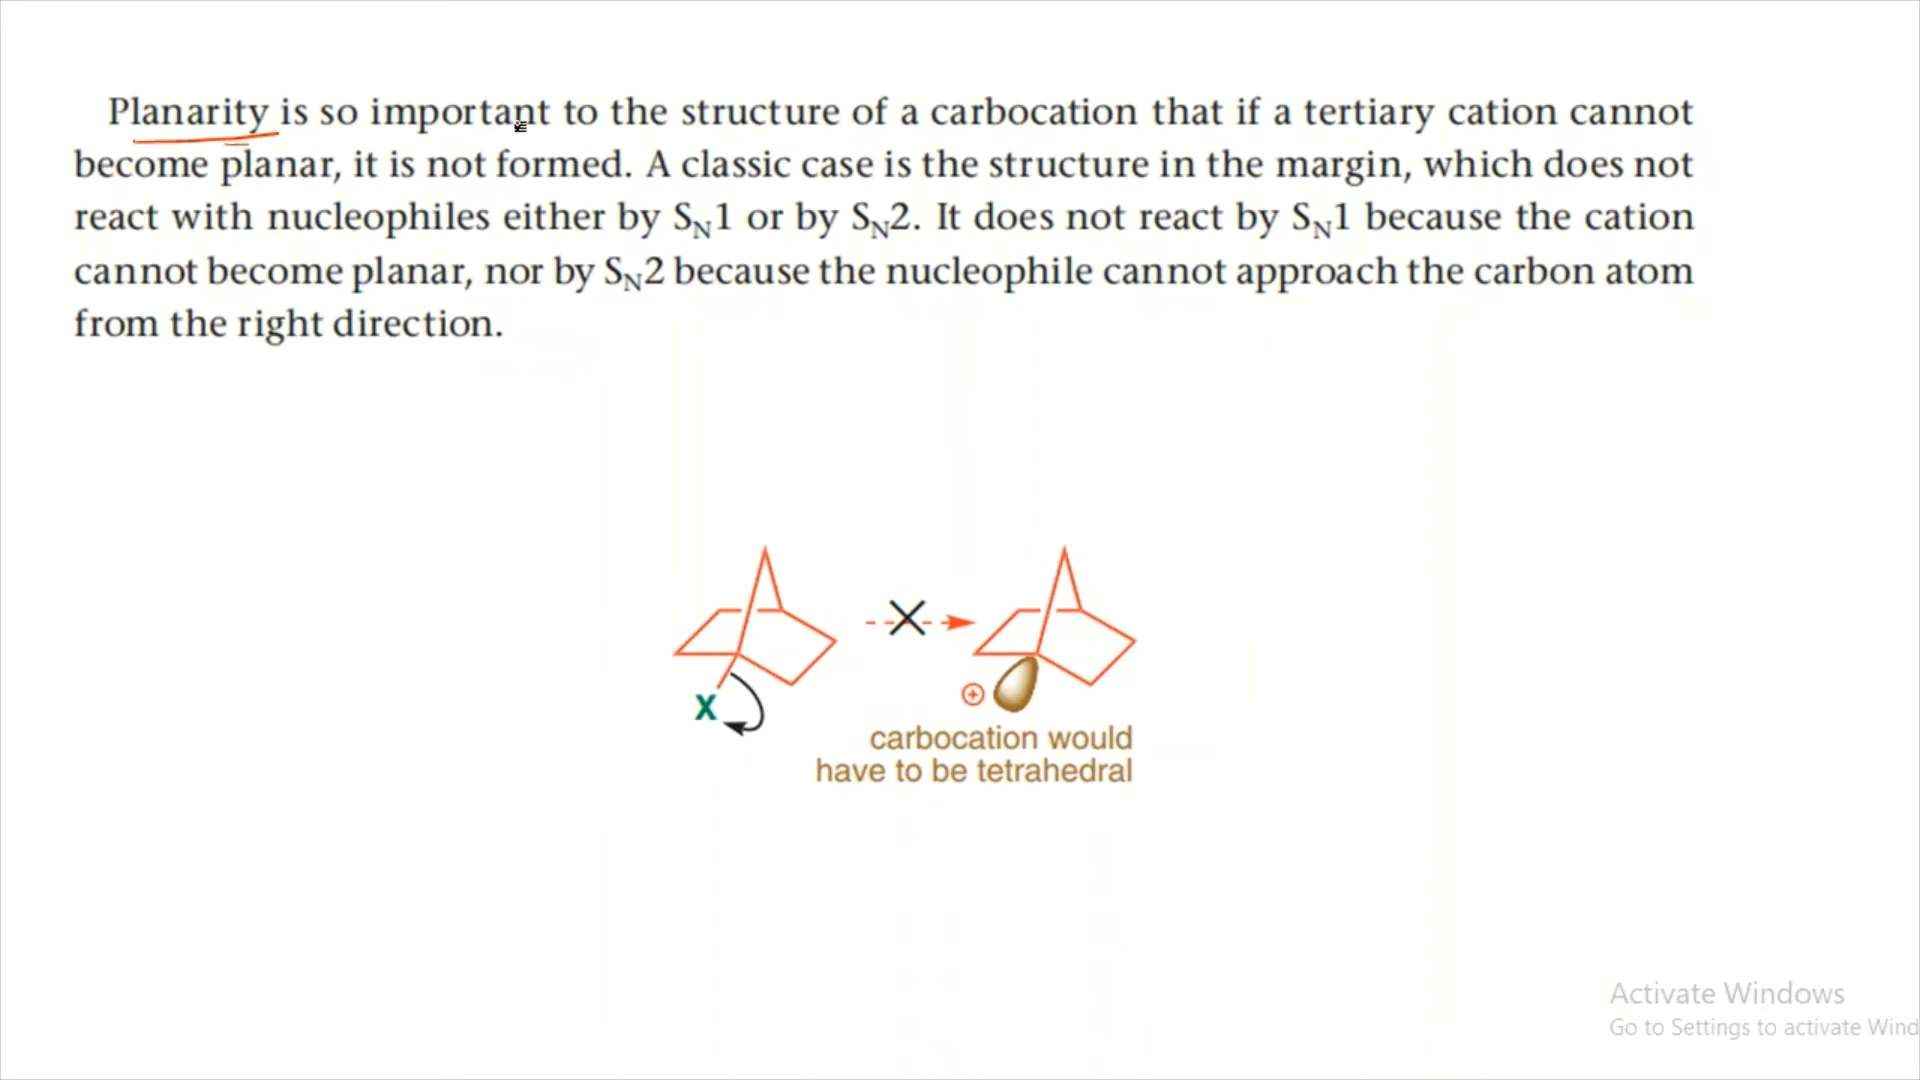 Planarity is so important to the structure of a carbocation that if a tertiary cation cannot
become planar, it is not formed. A classic case is the structure in the margin, which does not
react with nucleophiles either by SN1 or by SN2. It does not react by SN1 because the cation
cannot become planar, nor by SN2 because the nucleophile cannot approach the carbon atom
from the right direction.
X
⊕
carbocation would
have to be tetrahedral
Activate Windows
Go to Settings to activate Wind